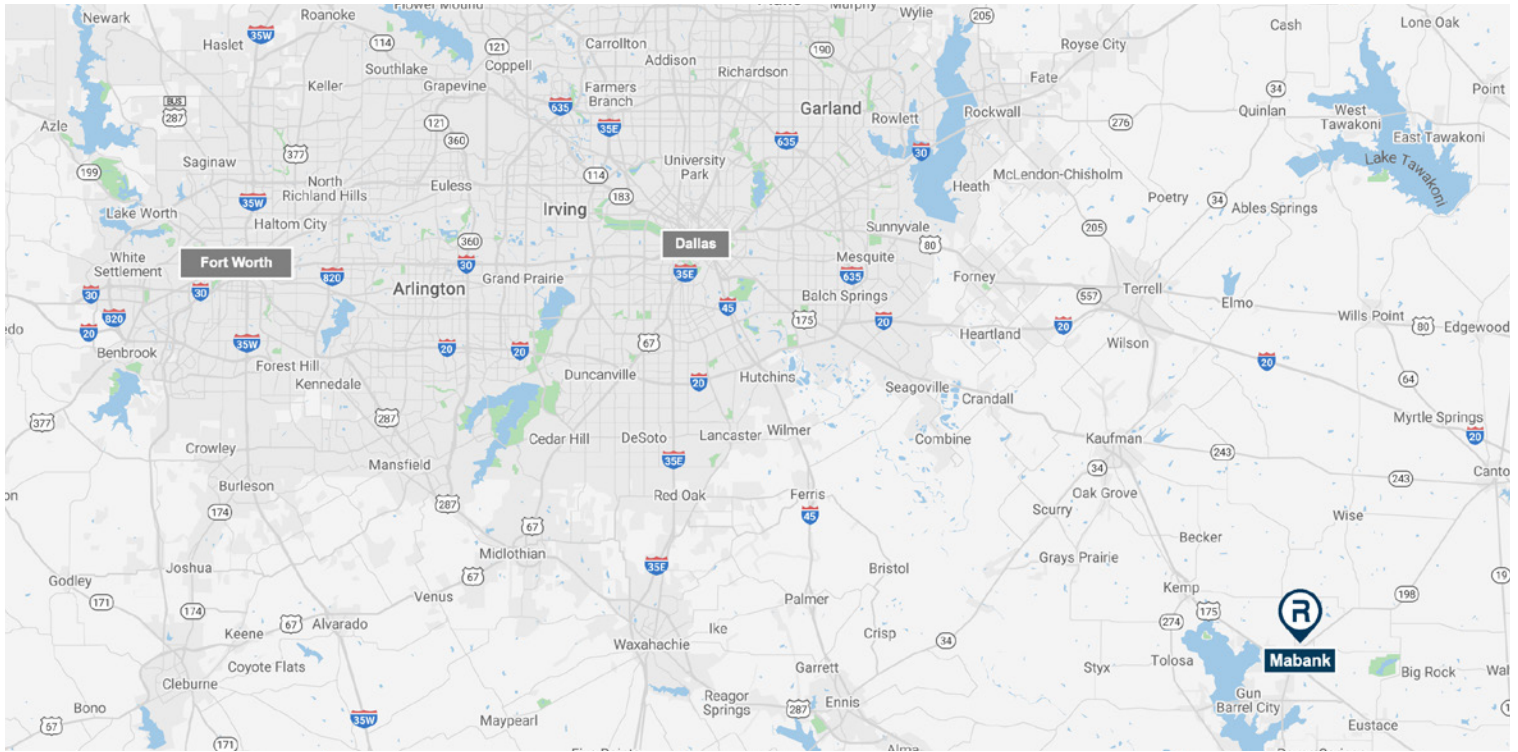 Newark
Roanoke
Flower Mound
Murphy
Wylie
205
Cash
Lone Oak
Haslet
35W
114
121
Carrollton
Addison
190
Royse City
Southlake
Coppell
Richardson
Fate
Keller
Grapevine
Farmers
Branch
34
Point
BUS
287
635
35E
Garland
Rowlett
Rockwall
276
Quinlan
West
Tawakoni
East Tawakoni
Azle
121
360
635
30
Lake Tawakoni
Saginaw
377
University
Park
199
North
Richland Hills
Euless
114
183
Heath
McLendon-Chisholm
Poetry
34
Ables Springs
Lake Worth
35W
Haltom City
Irving
Sunnyvale
80
205
White
Settlement
Fort Worth
360
30
Dallas
35E
Mesquite
635
820
Grand Prairie
Forney
Terrell
30
30
Arlington
45
Balch Springs
557
Elmo
820
20
175
20
Heartland
20
Wills Point
80
Edgewood
Benbrook
35W
67
Wilson
Forest Hill
20
20
Duncanville
20
Hutchins
20
Kennedale
Seagoville
Crandall
64
377
287
Myrtle Springs
20
Crowley
Cedar Hill
DeSoto
Lancaster
Wilmer
Combine
Kaufman
243
Mansfield
35E
34
243
Canto
Burleson
287
Red Oak
Ferris
Oak Grove
174
67
45
Scurry
Wise
Midlothian
Becker
Joshua
35E
Bristol
Grays Prairie
Godley
67
Kemp
19
171
174
Venus
Palmer
175
R
198
Keene
67
Alvarado
Ike
Crisp
34
274
Coyote Flats
Waxahachie
Styx
Tolosa
Mabank
Cleburne
Garrett
Big Rock
Bono
Reagor
Springs
Ennis
Gun
Barrel City
67
35W
Maypearl
287
Eustace
171
Alma